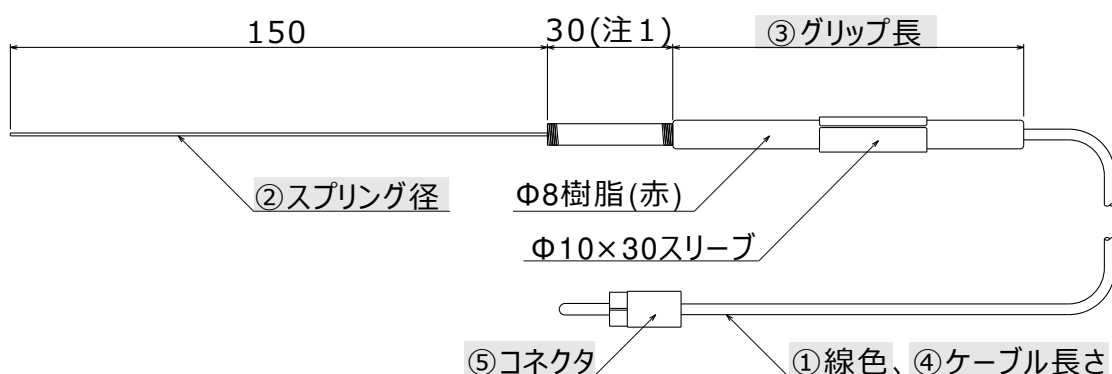 150
30(注1)
③グリップ長
②スプリング径
Φ8樹脂(赤)
Φ10×30スリーブ
⑤コネクタ
①線色、④ケーブル長さ